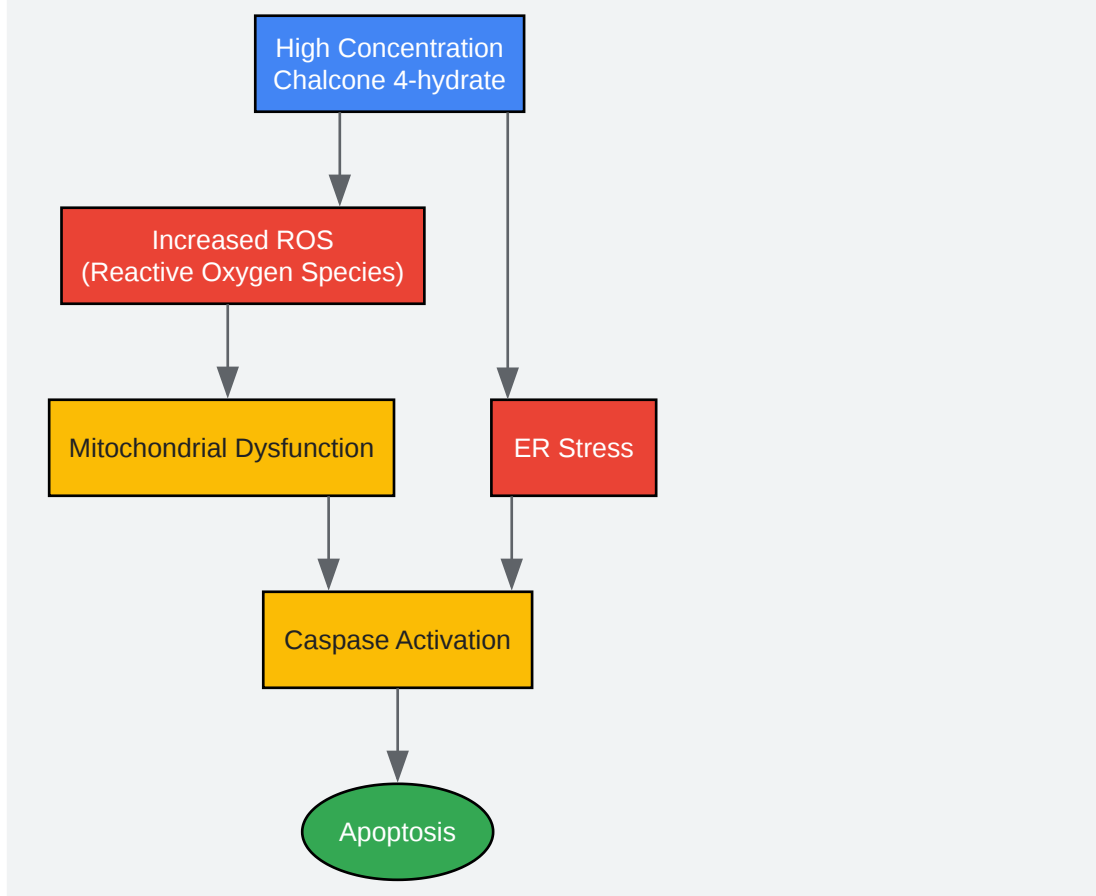 High Concentration
Chalcone 4-hydrate
Increased ROS
(Reactive Oxygen Species)
Mitochondrial Dysfunction
ER Stress
Caspase Activation
Apoptosis